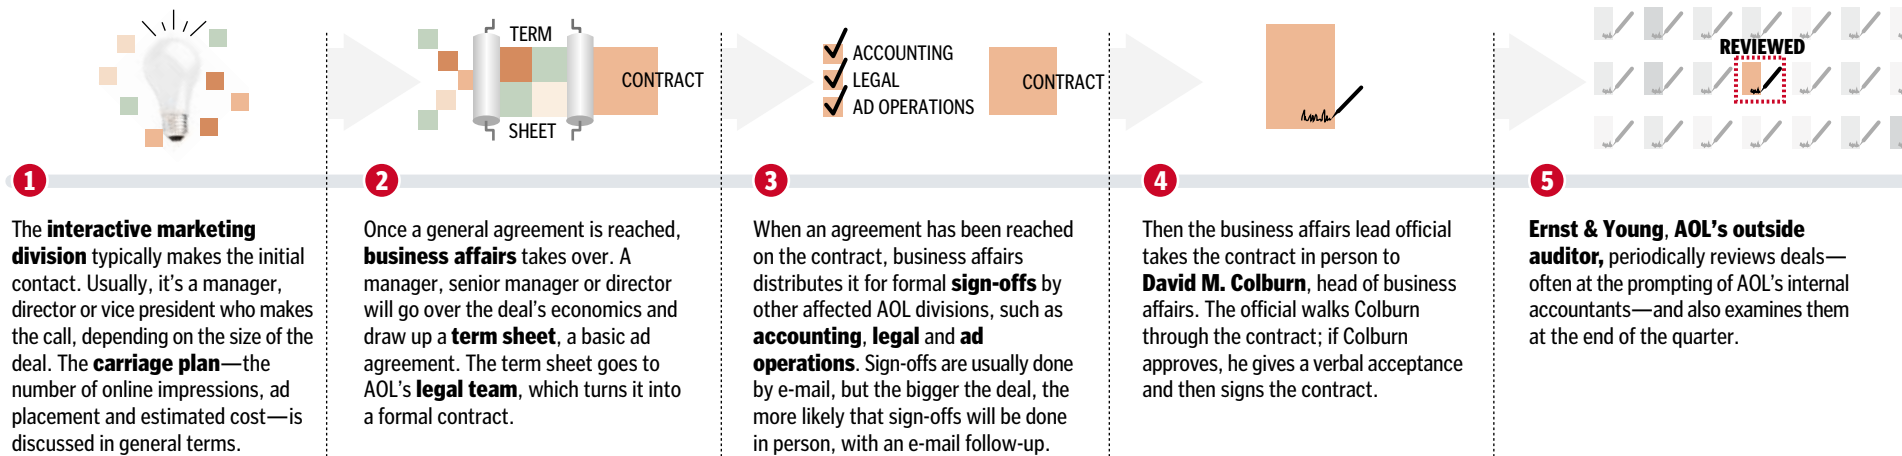 TERM
CONTRACT
SHEET
ACCOUNTING
LEGAL
AD OPERATIONS
CONTRACT
REVIEWED
1
The interactive marketing
division typically makes the initial
contact. Usually, it's a manager,
director or vice president who makes
the call, depending on the size of the
deal. The carriage plan—the
number of online impressions, ad
placement and estimated cost—is
discussed in general terms.
2
Once a general agreement is reached,
business affairs takes over. A
manager, senior manager or director
will go over the deal's economics and
draw up a term sheet, a basic ad
agreement. The term sheet goes to
AOL's legal team, which turns it into
a formal contract.
3
When an agreement has been reached
on the contract, business affairs
distributes it for formal sign-offs by
other affected AOL divisions, such as
accounting, legal and ad
operations. Sign-offs are usually done
by e-mail, but the bigger the deal, the
more likely that sign-offs will be done
in person, with an e-mail follow-up.
4
Then the business affairs lead official
takes the contract in person to
David M. Colburn, head of business
affairs. The official walks Colburn
through the contract; if Colburn
approves, he gives a verbal acceptance
and then signs the contract.
5
Ernst & Young, AOL's outside
auditor, periodically reviews deals—
often at the prompting of AOL's internal
accountants—and also examines them
at the end of the quarter.